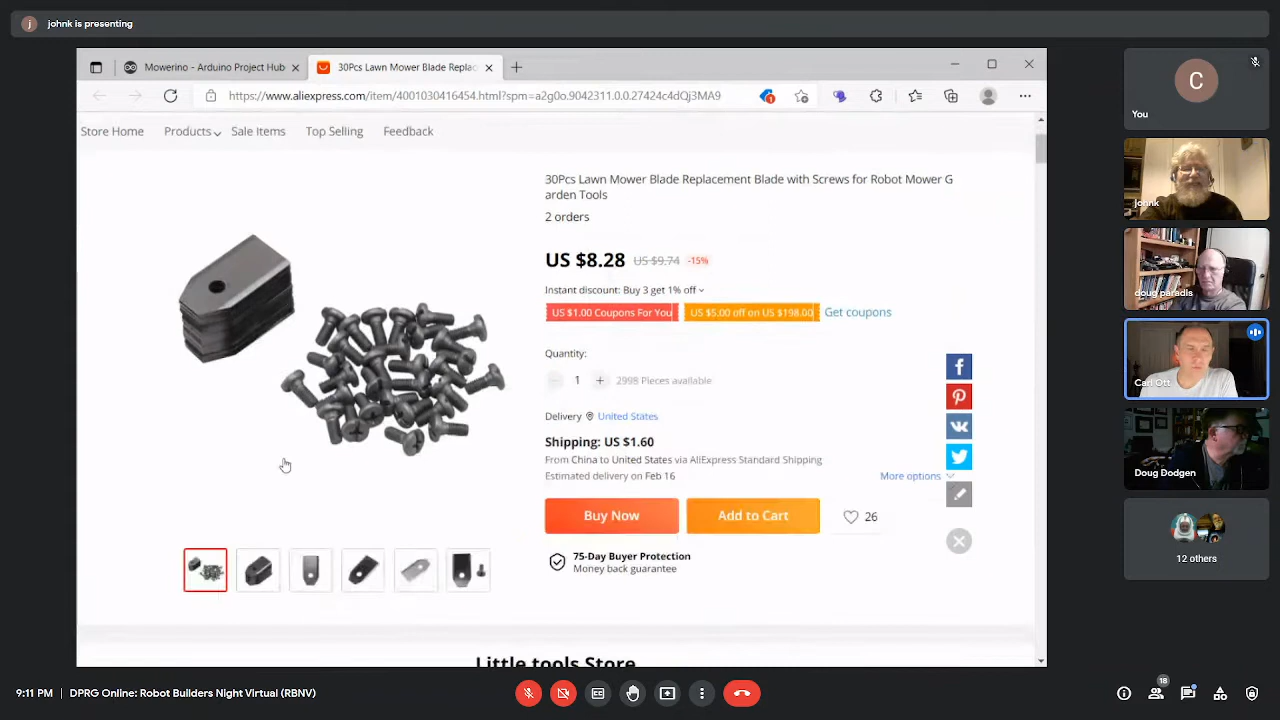 j
johnk is presenting
Mowerino - Arduino Project Hub
30Pcs Lawn Mower Blade Replac
https://www.aliexpress.com/item/4001030416454.html?spm=a2g0o.9042311.0.0.27424c4dQj3MA9
1
Store Home
Products
Sale Items
Top Selling
Feedback
30Pcs Lawn Mower Blade Replacement Blade with Screws for Robot Mower G
arden Tools
2 orders
US $8.28 US $9.74 -15%
Instant discount: Buy 3 get 1% off
US $1.00 Coupons For You
US $5.00 off on US $198.00
Get coupons
Quantity:
1
2998 Pieces available
Delivery United States
Shipping: US $1.60
From China to United States via AliExpress Standard Shipping
Estimated delivery on Feb 16
More options
Buy Now
Add to Cart
26
75-Day Buyer Protection
Money back guarantee
Little tools Store
C
You
johnk
doug paradis
Carl Ott
Doug Dodgen
12 others
9:11 PM | DPRG Online: Robot Builders Night Virtual (RBNV)
18